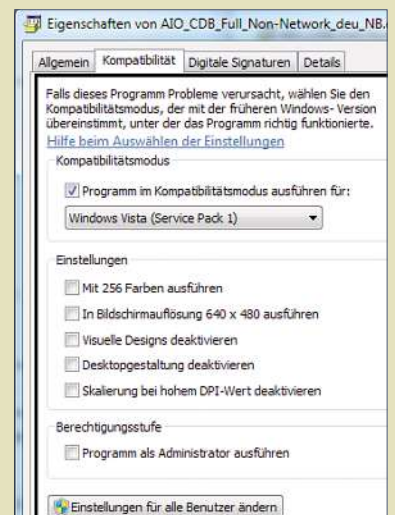 Eigenschaften von AIO_CDB_Full_Non-Network_deu_NB.
Allgemein Kompatibilität Digitale Signaturen Details
Falls dieses Programm Probleme verursacht, wählen Sie den
Kompatibilitätsmodus, der mit der früheren Windows- Version
übereinstimmt, unter der das Programm richtig funktionierte.
Hilfe beim Auswählen der Einstellungen
Kompatibilitätsmodus
Programm im Kompatibilitätsmodus ausführen für:
Windows Vista (Service Pack 1)
Einstellungen
Mit 256 Farben ausführen
In Bildschirmauflösung 640 x 480 ausführen
Visuelle Designs deaktivieren
Desktopgestaltung deaktivieren
Skalierung bei hohem DPI-Wert deaktivieren
Berechtigungsstufe
Programm als Administrator ausführen
Einstellungen für alle Benutzer ändern